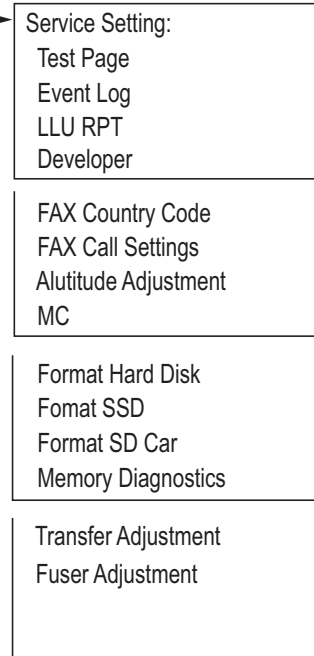 Service Setting:
Test Page
Event Log
LLU RPT
Developer
FAX Country Code
FAX Call Settings
Alutitude Adjustment
MC
Format Hard Disk
Fomat SSD
Format SD Car
Memory Diagnostics
Transfer Adjustment
Fuser Adjustment